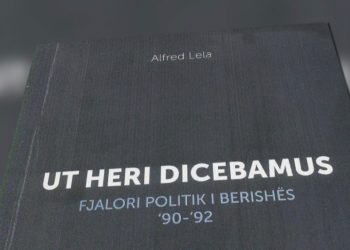 Alfred Lela
UT HERI DICEBAMUS
FJALORI POLITIK I BERISHËS
'90-'92